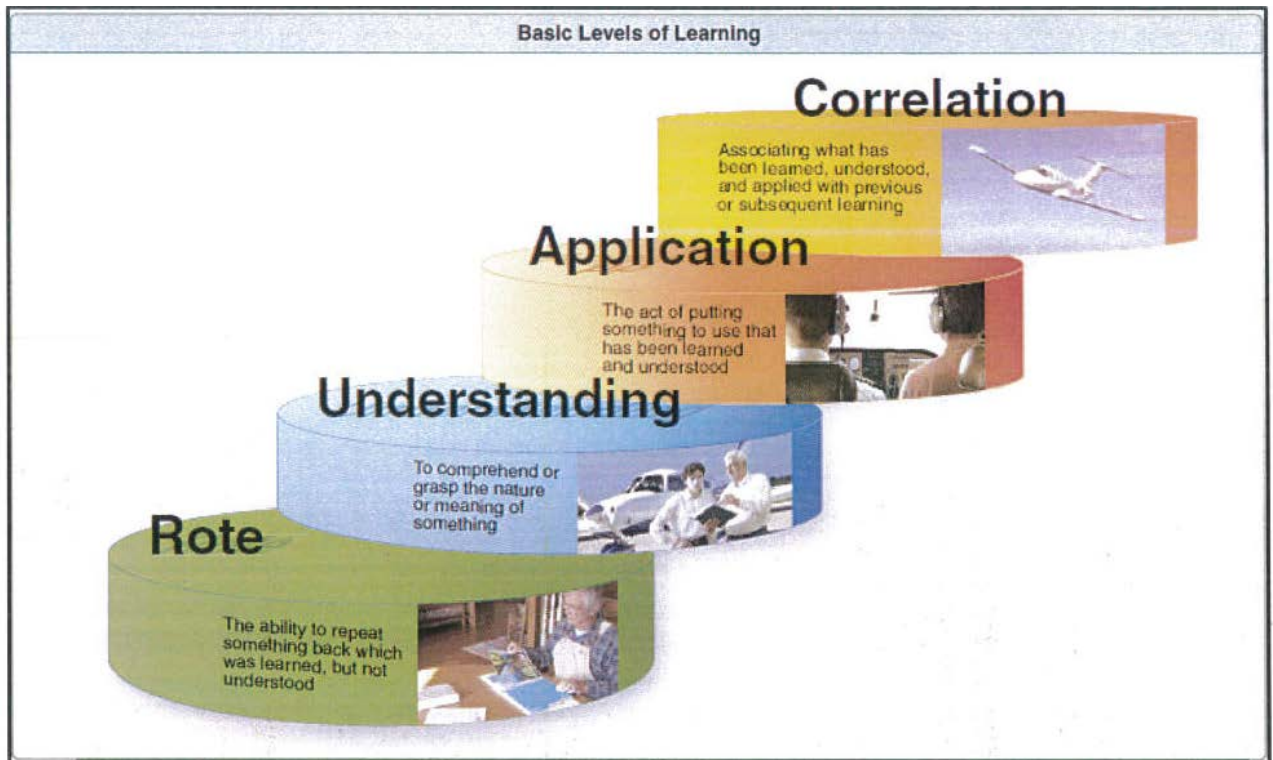 Basic Levels of Learning
Correlation
Associating what has
been learned, understood,
and applied with previous
or subsequent learning
Application
The act of putting
something to use that
has been learned
and understood
Understanding
To comprehend or
grasp the nature
or meaning of
something
Rote
The ability to repeat
something back which
was learned, but not
understood